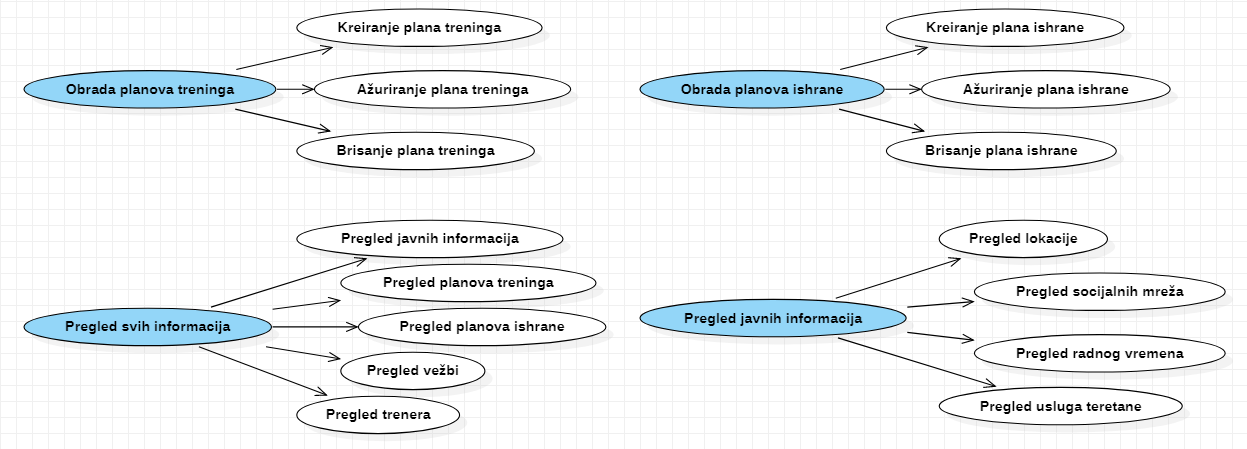 Obrada planova treninga
Kreiranje plana treninga
Ažuriranje plana treninga
Brisanje plana treninga
Obrada planova ishrane
Kreiranje plana ishrane
Ažuriranje plana ishrane
Brisanje plana ishrane
Pregled svih informacija
Pregled javnih informacija
Pregled planova treninga
Pregled planova ishrane
Pregled vežbi
Pregled trenera
Pregled javnih informacija
Pregled lokacije
Pregled socijalnih mreža
Pregled radnog vremena
Pregled usluga teretane